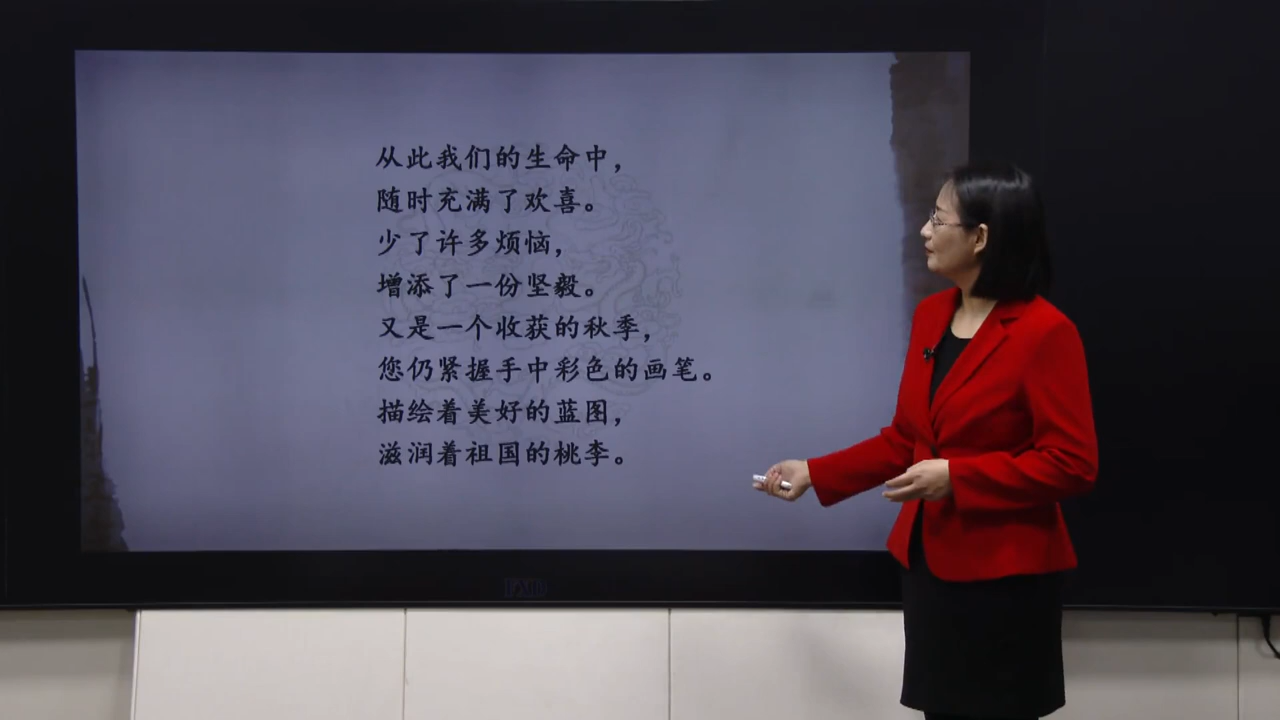 从此我们的生命中，
随时充满了欢喜。
少了许多烦恼，
增添了一份坚毅。
又是一个收获的秋季，
您仍紧握手中彩色的画笔。
描绘着美好的蓝图，
滋润着祖国的桃李。